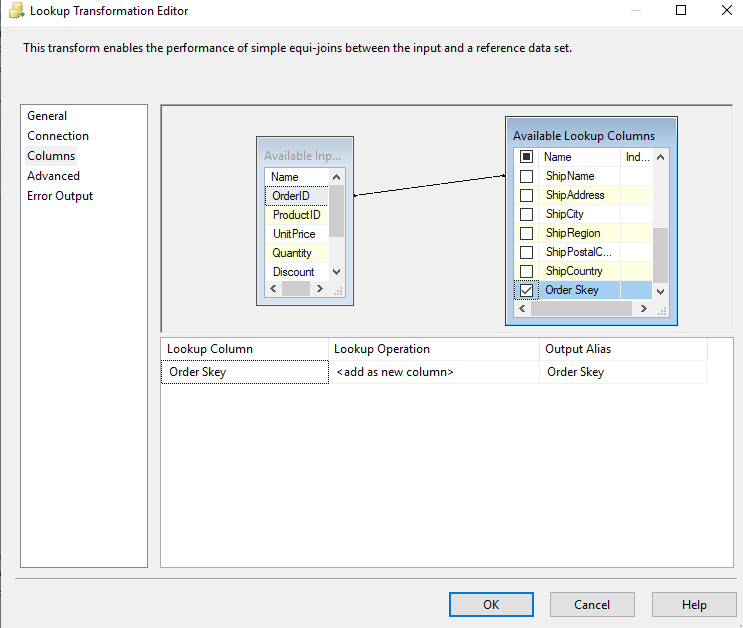 Lookup Transformation Editor
This transform enables the performance of simple equi-joins between the input and a reference data set.
General
Connection
Columns
Advanced
Error Output
Available Inp...
Name
OrderID
ProductID
UnitPrice
Quantity
Discount
Available Lookup Columns
Name Ind...
ShipName
ShipAddress
ShipCity
ShipRegion
ShipPostalC...
ShipCountry
Order Skey
Lookup Column Lookup Operation Output Alias
Order Skey <add as new column> Order Skey
OK Cancel Help